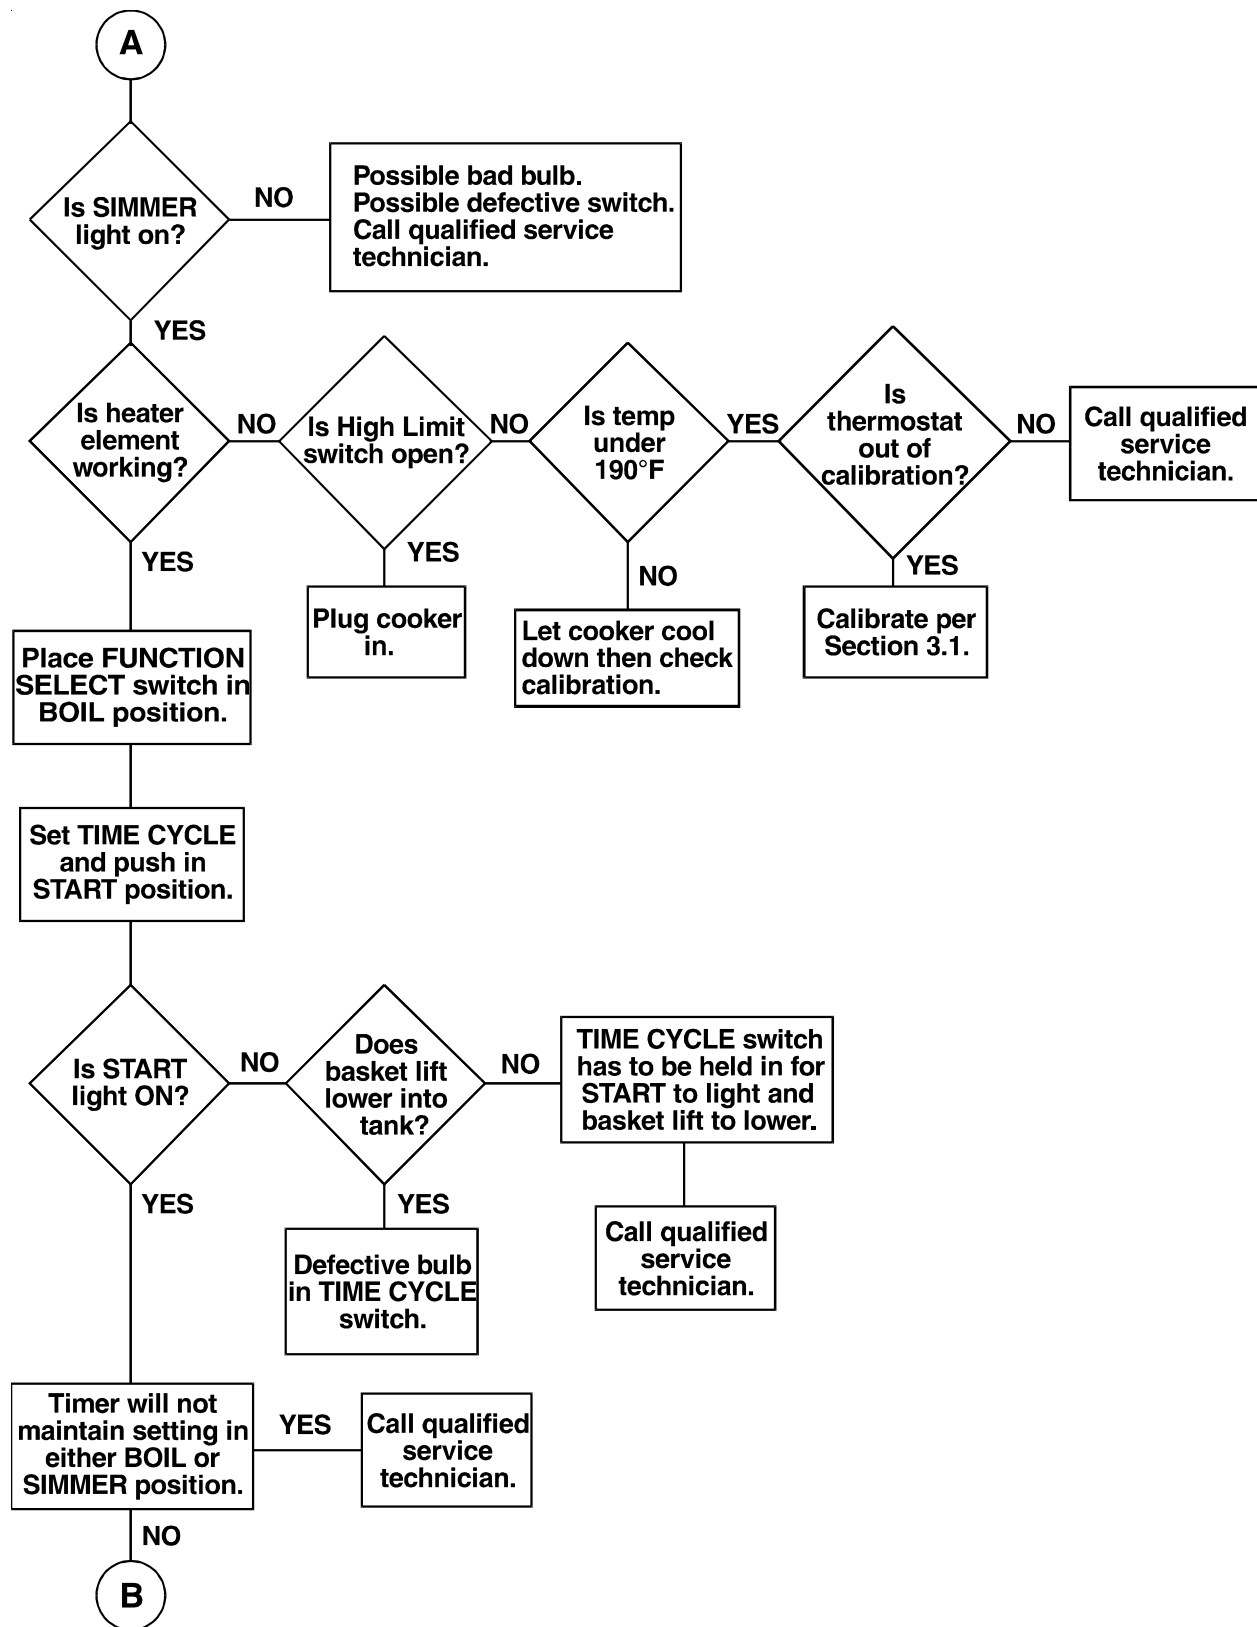 A
Is SIMMER
light on?
NO
Possible bad bulb.
Possible defective switch.
Call qualified service
technician.
YES
Is heater
element
working?
NO
Is High Limit
switch open?
NO
Is temp
under
190°F
YES
Is
thermostat
out of
calibration?
NO
Call qualified
service
technician.
YES
Place FUNCTION
SELECT switch in
BOIL position.
YES
Plug cooker
in.
NO
Let cooker cool
down then check
calibration.
YES
Calibrate per
Section 3.1.
Set TIME CYCLE
and push in
START position.
Is START
light ON?
NO
Does
basket lift
lower into
tank?
NO
TIME CYCLE switch
has to be held in for
START to light and
basket lift to lower.
Call qualified
service
technician.
YES
Defective bulb
in TIME CYCLE
switch.
YES
Timer will not
maintain setting in
either BOIL or
SIMMER position.
YES
Call qualified
service
technician.
NO
B